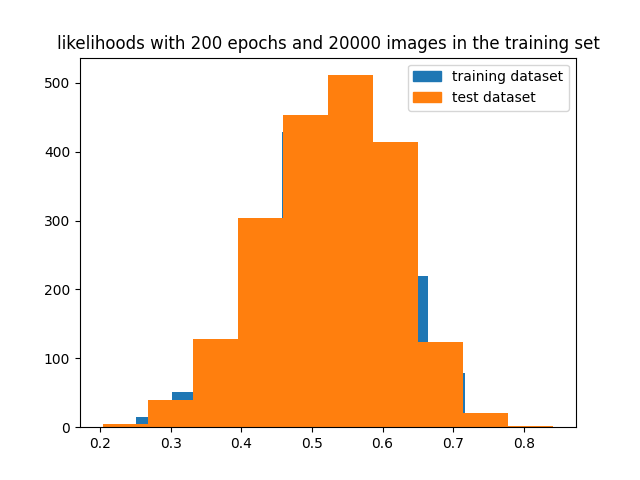 likelihoods with 200 epochs and 20000 images in the training set
training dataset
test dataset
500
400
300
200
100
0
0.2 0.3 0.4 0.5 0.6 0.7 0.8